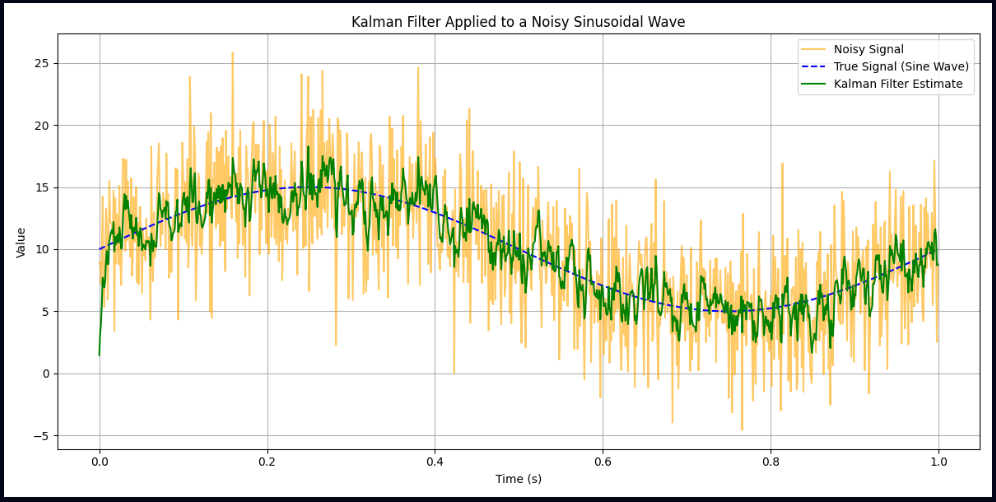 Kalman Filter Applied to a Noisy Sinusoidal Wave
Noisy Signal
True Signal (Sine Wave)
Kalman Filter Estimate
25
20
15
10
5
0
−5
Value
0.0 0.2 0.4 0.6 0.8 1.0
Time (s)